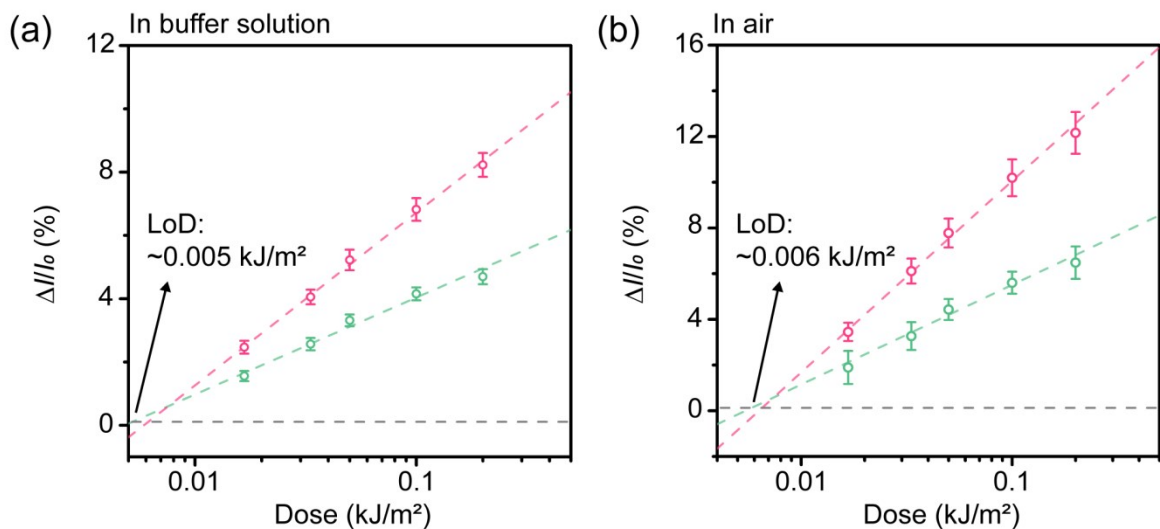 (a) In buffer solution
12
8
4
0
ΔI/I₀ (%)
LoD:
~0.005 kJ/m²
0.01 0.1
Dose (kJ/m²)
(b) In air
16
12
8
4
0
ΔI/I₀ (%)
LoD:
~0.006 kJ/m²
0.01 0.1
Dose (kJ/m²)